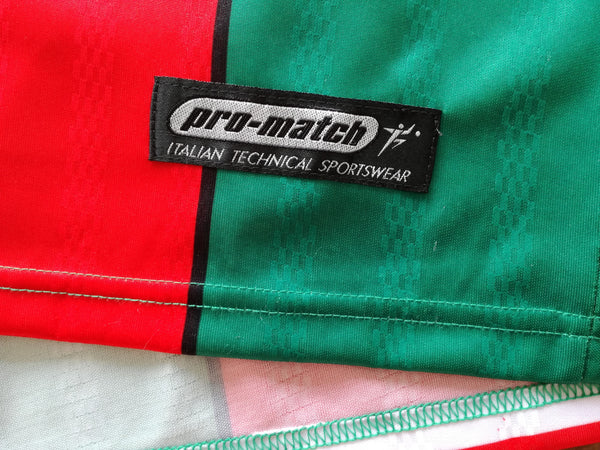 pro-match
ITALIAN TECHNICAL SPORTSWEAR